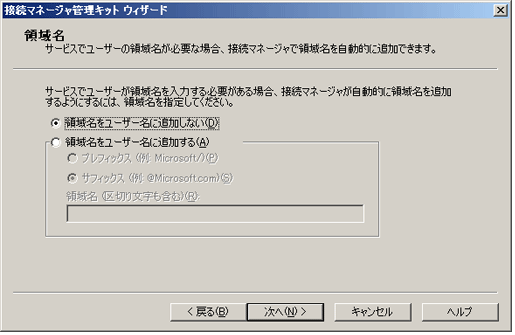 接続マネージャ管理キット ウィザード
領域名
サービスでユーザーの領域名が必要な場合、接続マネージャで領域名を自動的に追加できます。
サービスでユーザーが領域名を入力する必要がある場合、接続マネージャが自動的に領域名を追加
するようにするには、領域名を指定してください。
領域名をユーザー名に追加しない(D)
領域名をユーザー名に追加する(A)
プレフィックス (例: Microsoft/)(P)
サフィックス (例: @Microsoft.com)(S)
領域名 (区切り文字も含む)(R):
< 戻る(B)
次へ(N) >
キャンセル
ヘルプ